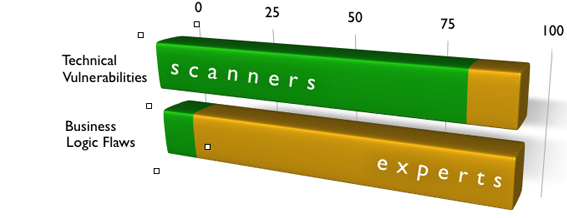 0 25 50 75 100
Technical
Vulnerabilities
scanners
Business
Logic Flaws
experts